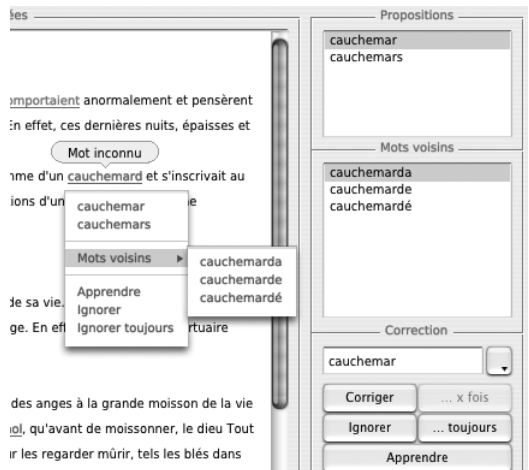 ées
omportaient anormalement et pensèrent
En effet, ces dernières nuits, épaisses et
Mot inconnu
mme d'un cauchemard et s'inscrivait au
ions d'un
ne
cauchemar
cauchemars
Mots voisins
Apprendre
Ignorer
Ignorer toujours
cauchemarda
cauchemarde
cauchemardé
de sa vie.
ge. En eff
rtuaire
des anges à la grande moisson de la vie
nol, qu'avant de moissonner, le dieu Tout
ur les regarder mûrir, tels les blés dans
Propositions
cauchemar
cauchemars
Mots voisins
cauchemarda
cauchemarde
cauchemardé
Correction
cauchemar
Corriger
... x fois
Ignorer
... toujours
Apprendre